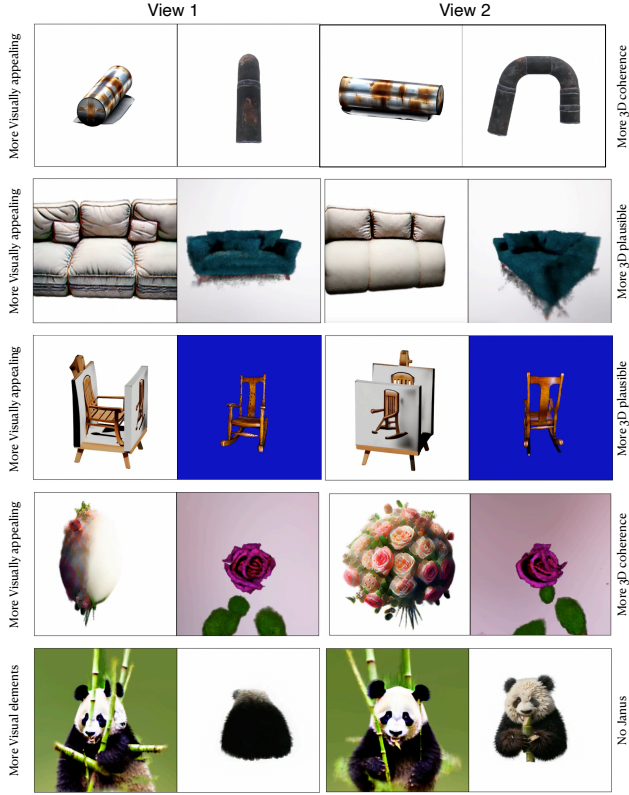 View 1
View 2
More Visually appealing
More 3D coherence
More Visually appealing
More 3D plausible
More Visually appealing
More 3D plausible
More Visually appealing
More 3D coherence
More Visual elements
No Janus